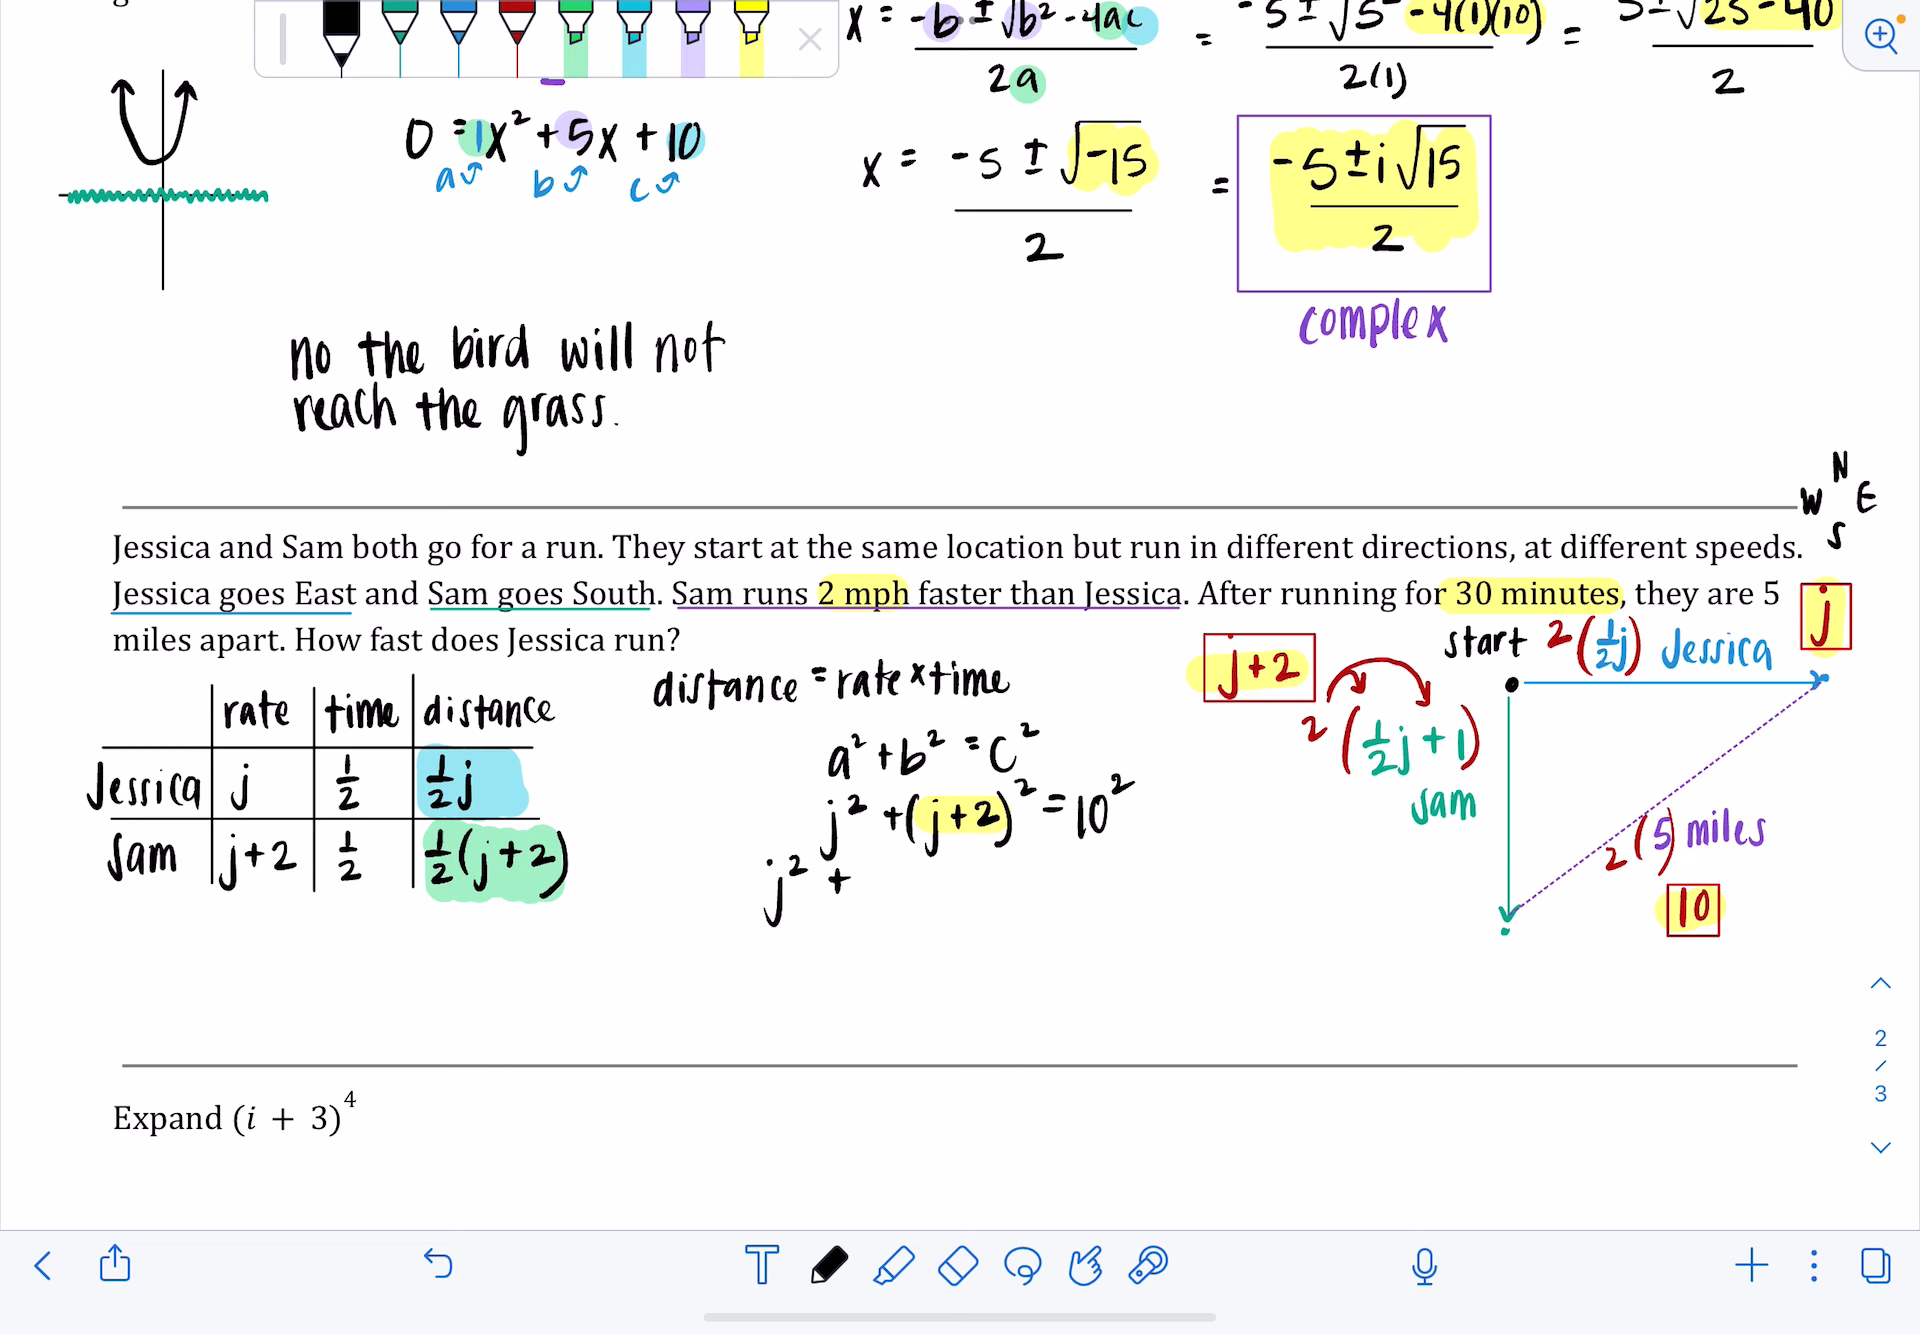 x = -b ± √b² - 4ac / 2a = -5 ± √5² - 4(1)(10) / 2(1) = 5 ± √25 - 40 / 2
0 = 1x² + 5x + 10
a b c
x = -5 ± √-15 / 2 = -5 ± i√15 / 2
complex
no the bird will not
reach the grass.
N
W E
S
Jessica and Sam both go for a run. They start at the same location but run in different directions, at different speeds.
Jessica goes East and Sam goes South. Sam runs 2 mph faster than Jessica. After running for 30 minutes, they are 5
miles apart. How fast does Jessica run?
j
start 2(½j) Jessica
j+2
distance = rate × time
rate time distance
2(½j + 1)
Sam
a² + b² = c²
Jessica j ½ ½j
j² + (j+2)² = 10²
Sam j+2 ½ ½(j+2)
j² +
2(5) miles
10
Expand (i + 3)⁴
2
/
3
T